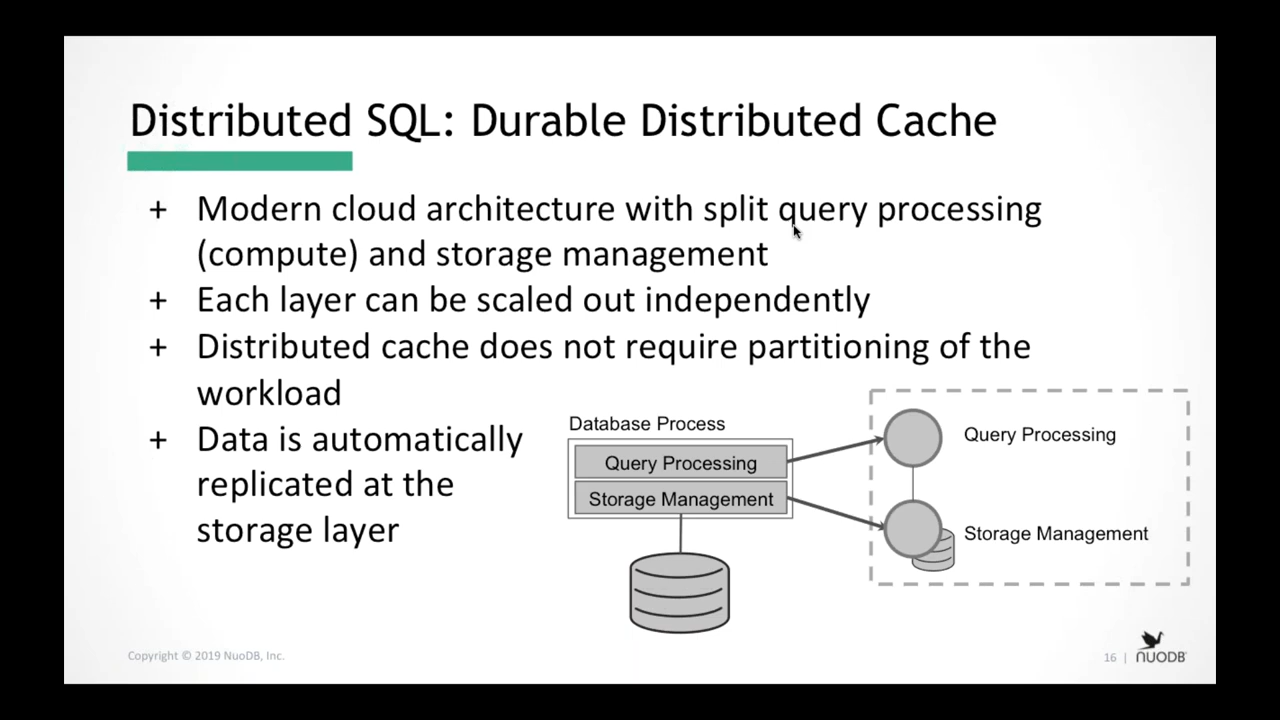 Distributed SQL: Durable Distributed Cache
+ Modern cloud architecture with split query processing
(compute) and storage management
+ Each layer can be scaled out independently
+ Distributed cache does not require partitioning of the
workload
+ Data is automatically
replicated at the
storage layer
Database Process
Query Processing
Storage Management
Query Processing
Storage Management
Copyright © 2019 NuoDB, Inc.
16 | NUODB